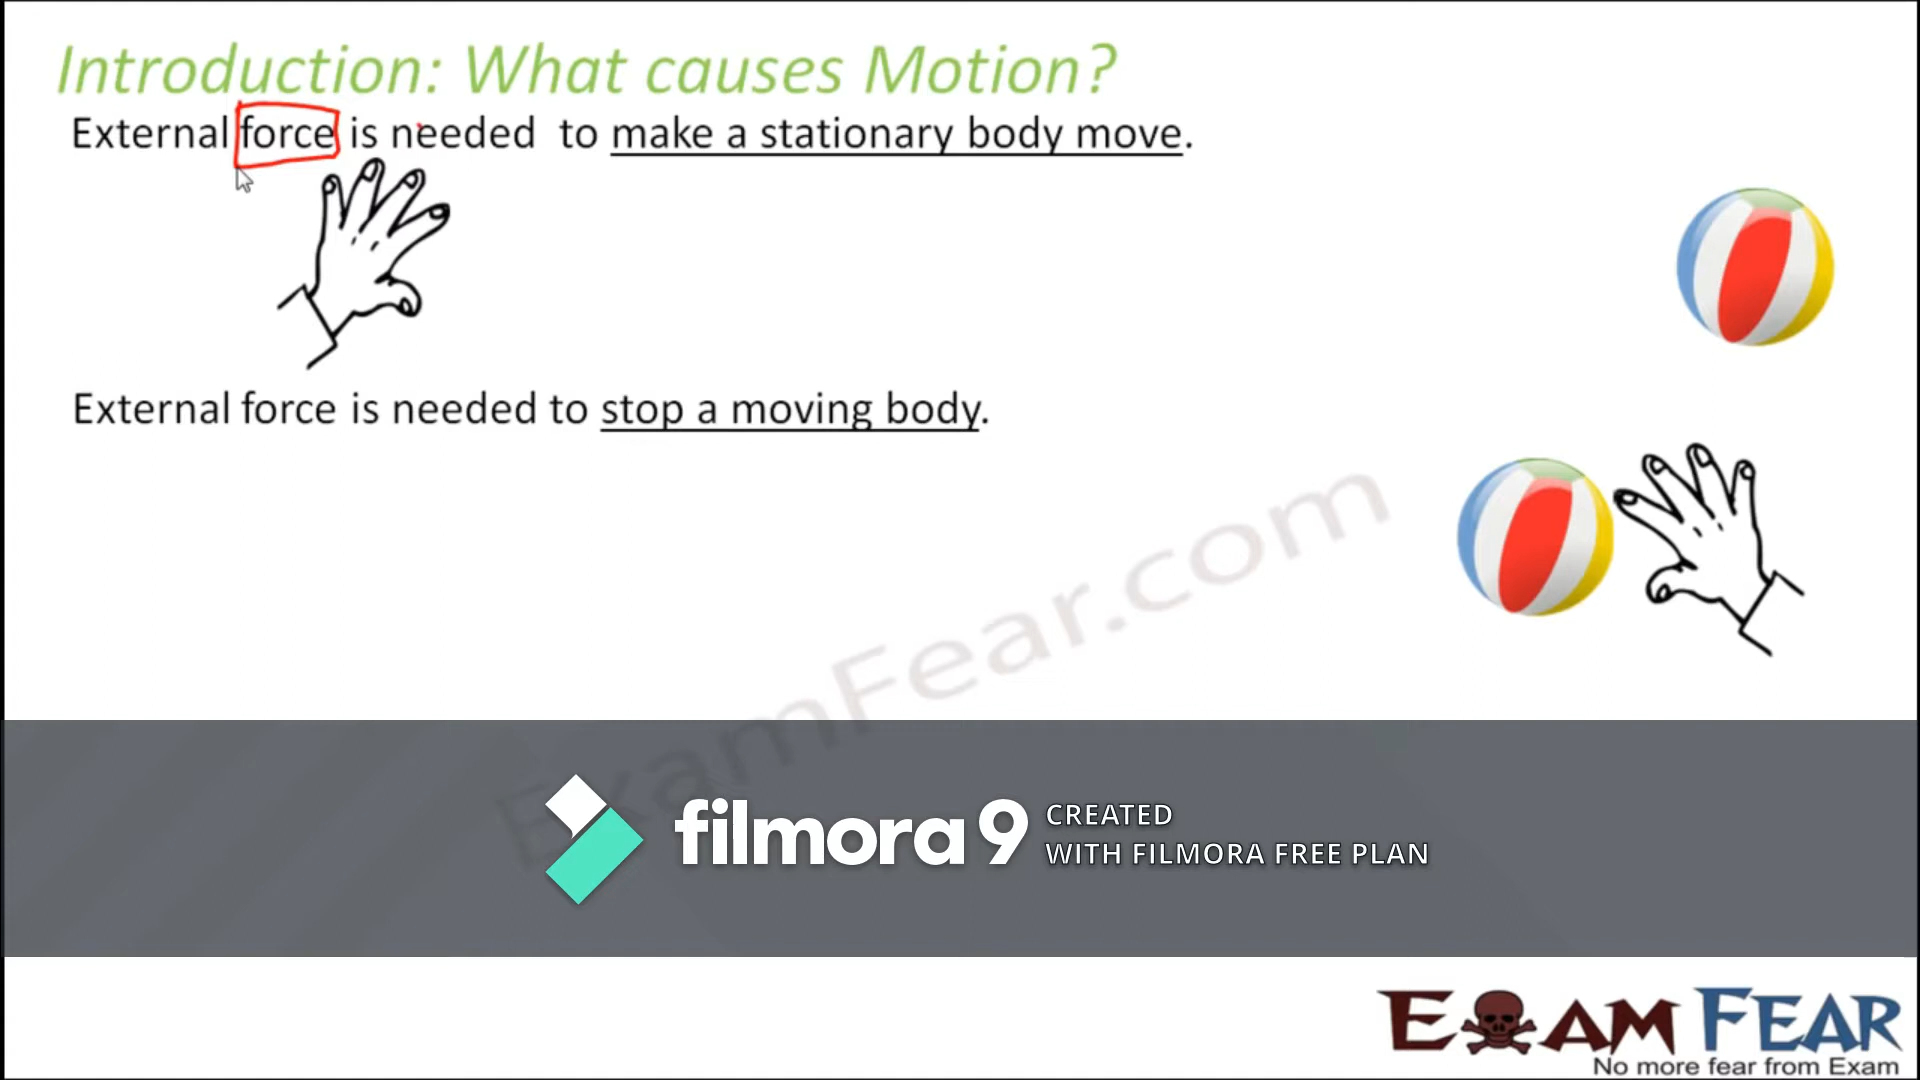 Introduction: What causes Motion?
External force is needed to make a stationary body move.
External force is needed to stop a moving body.
ExamFear.com
filmora 9 CREATED
WITH FILMORA FREE PLAN
EXAM FEAR
No more fear from Exam